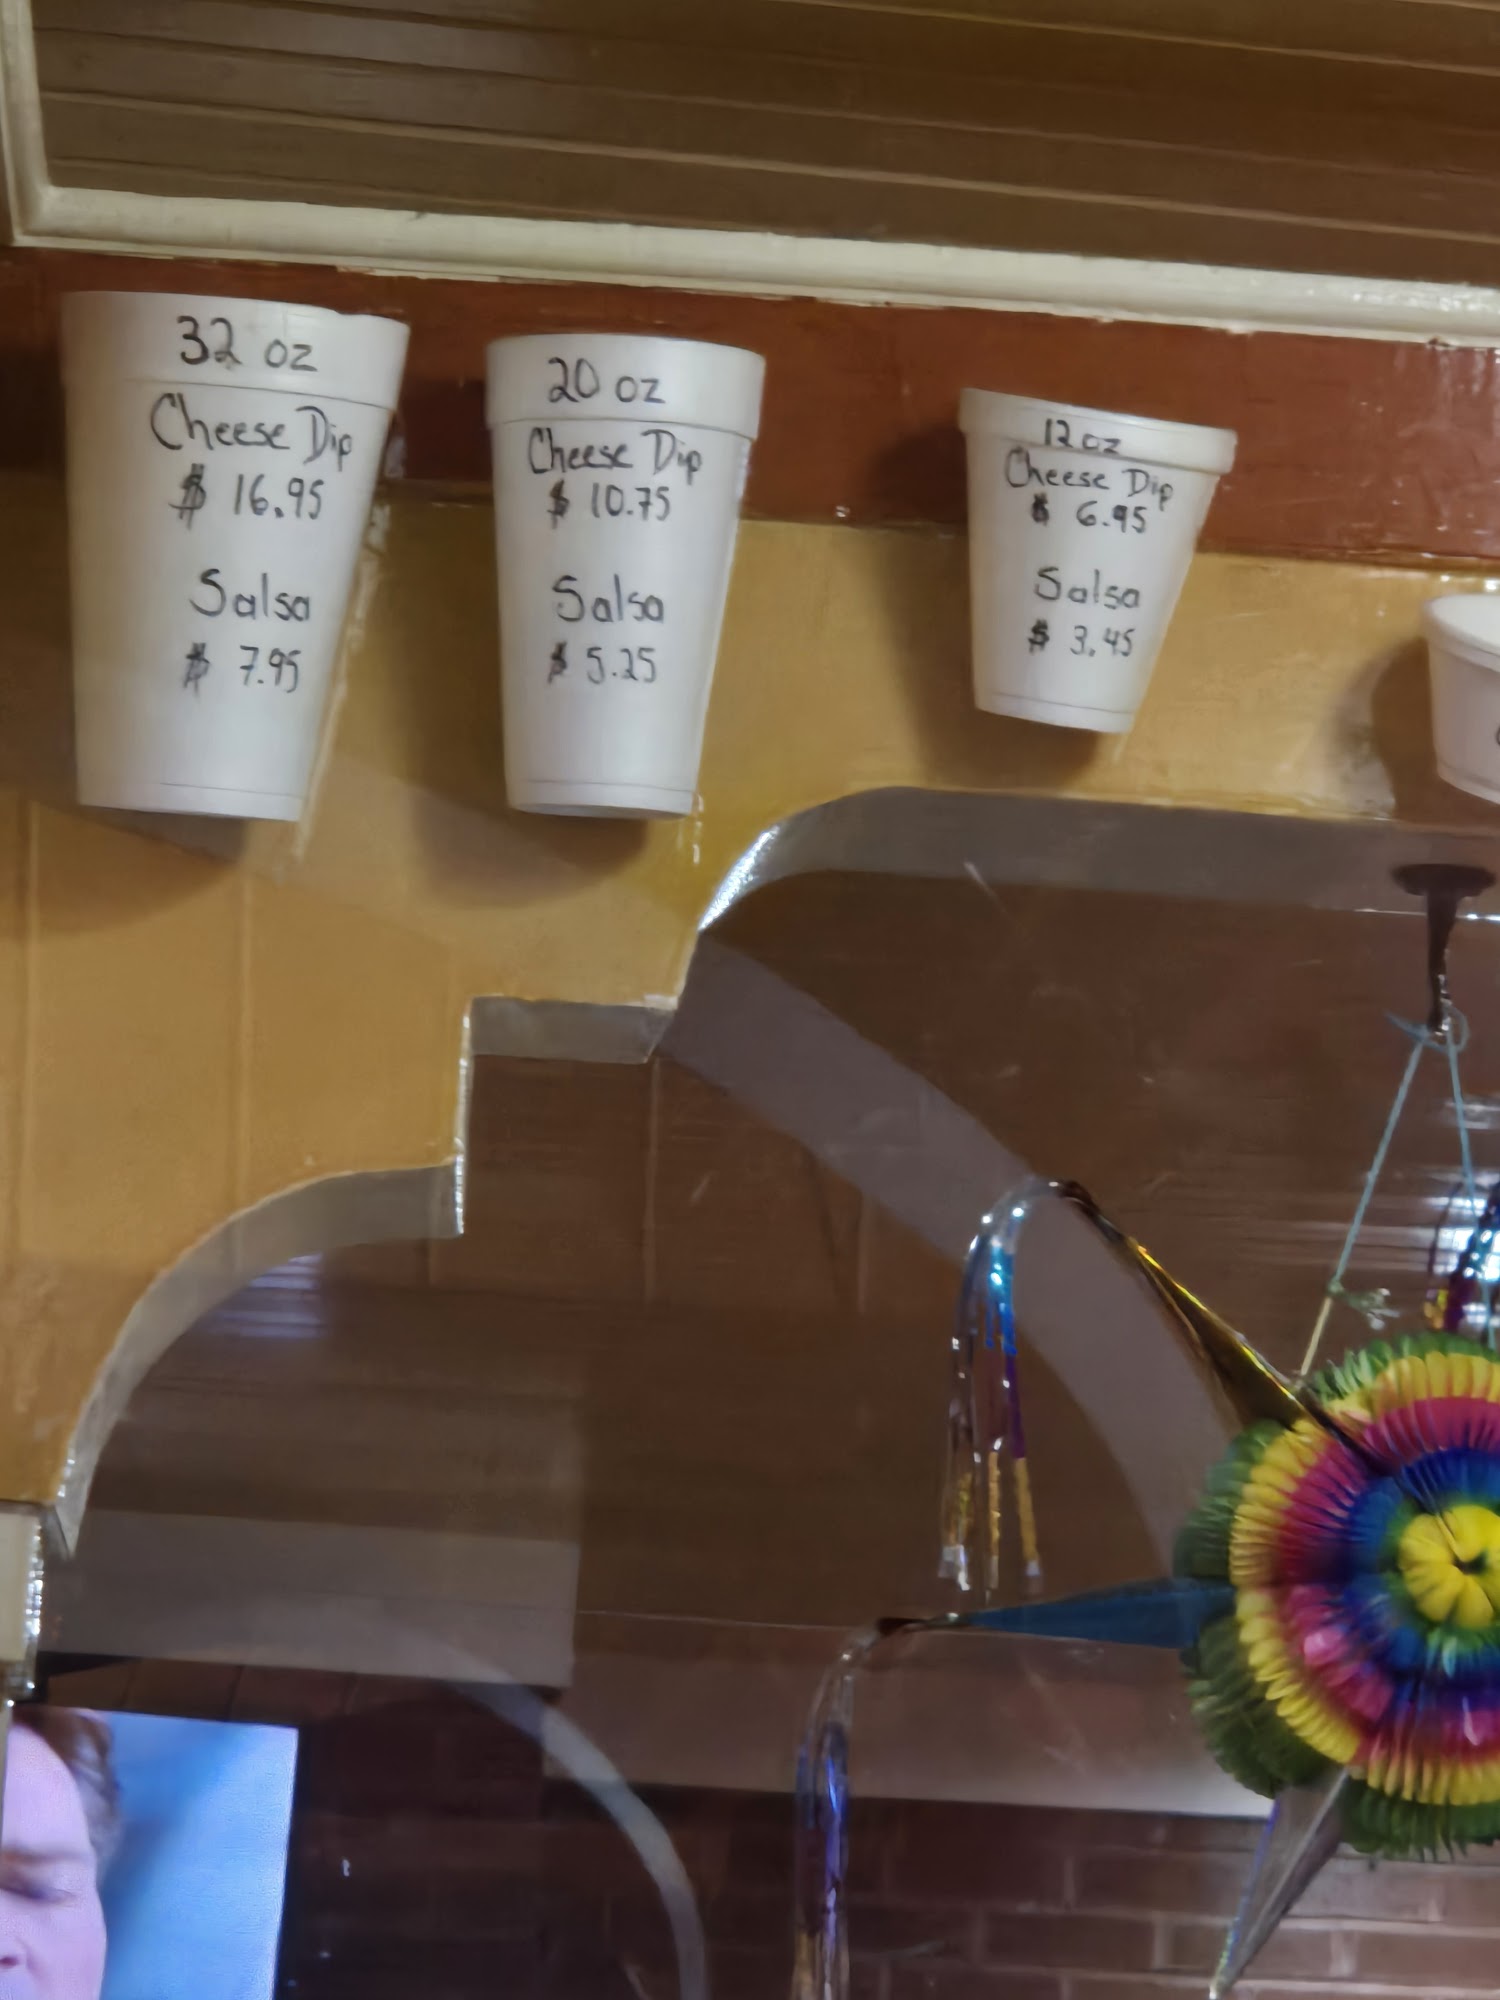 32 oz
Cheese Dip
$ 16.95
Salsa
$ 7.95
20 oz
Cheese Dip
$ 10.75
Salsa
$ 5.25
12 oz
Cheese Dip
$ 6.95
Salsa
$ 3.45